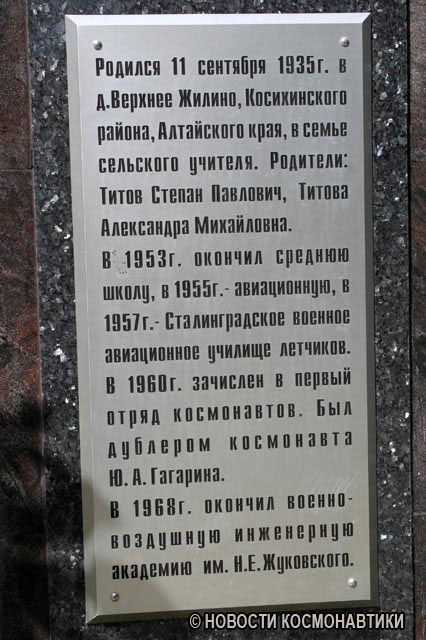 Родился 11 сентября 1935г. в
д.Верхнее Жилино, Косихинского
района, Алтайского края, в семье
сельского учителя. Родители:
Титов Степан Павлович, Титова
Александра Михайловна.
В 1953г. окончил среднюю
школу, в 1955г.- авиационную, в
1957г.- Сталинградское военное
авиационное училище летчиков.
В 1960г. зачислен в первый
отряд космонавтов. Был
дублером космонавта
Ю. А. Гагарина.
В 1968г. окончил военно-
воздушную инженерную
академию им. Н.Е. Жуковского.
© НОВОСТИ КОСМОНАВТИКИ